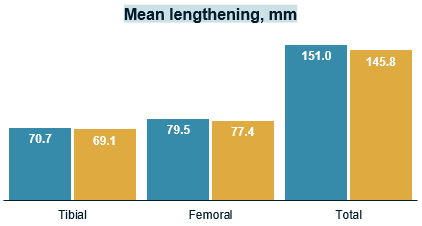 Mean lengthening, mm
151.0
145.8
79.5
77.4
70.7
69.1
Tibial
Femoral
Total